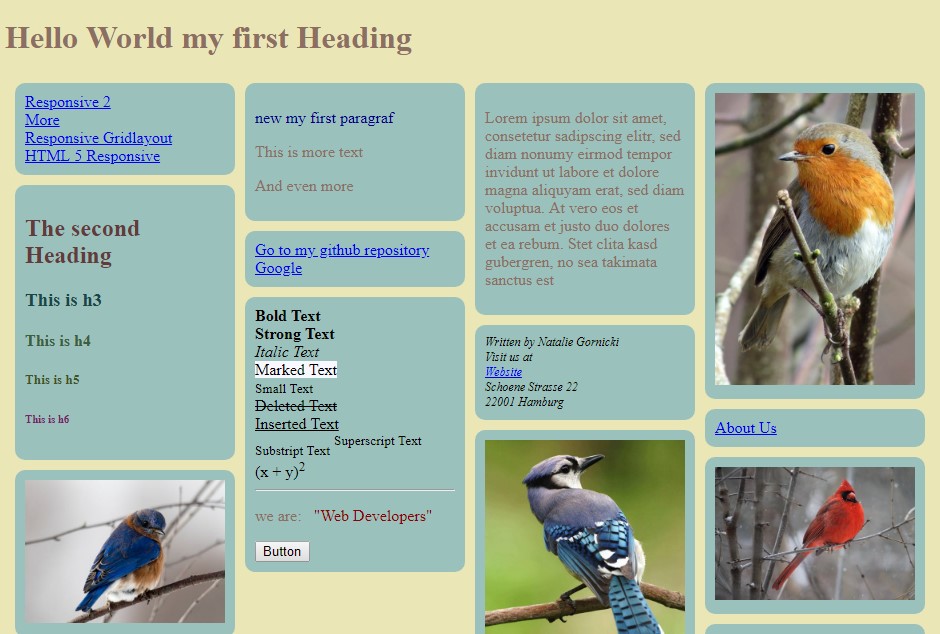 Hello World my first Heading
Responsive 2
More
Responsive Gridlayout
HTML 5 Responsive
The second
Heading
This is h3
This is h4
This is h5
This is h6
new my first paragraf
This is more text
And even more
Go to my github repository
Google
Bold Text
Strong Text
Italic Text
Marked Text
Small Text
Deleted Text
Inserted Text
Substript Text Superscript Text
(x + y)²
we are: "Web Developers"
Button
Lorem ipsum dolor sit amet,
consetetur sadipscing elitr, sed
diam nonumy eirmod tempor
invidunt ut labore et dolore
magna aliquyam erat, sed diam
voluptua. At vero eos et
accusam et justo duo dolores
et ea rebum. Stet clita kasd
gubergren, no sea takimata
sanctus est
Written by Natalie Gornicki
Visit us at
Website
Schoene Strasse 22
22001 Hamburg
About Us